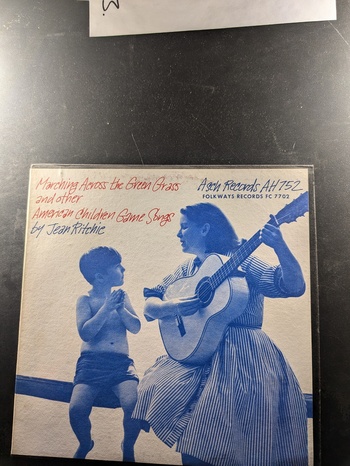 Marching Across the Green Grass
and other
American Children Game Songs
by Jean Ritchie
Asch Records AH 752
FOLKWAYS RECORDS FC 7702